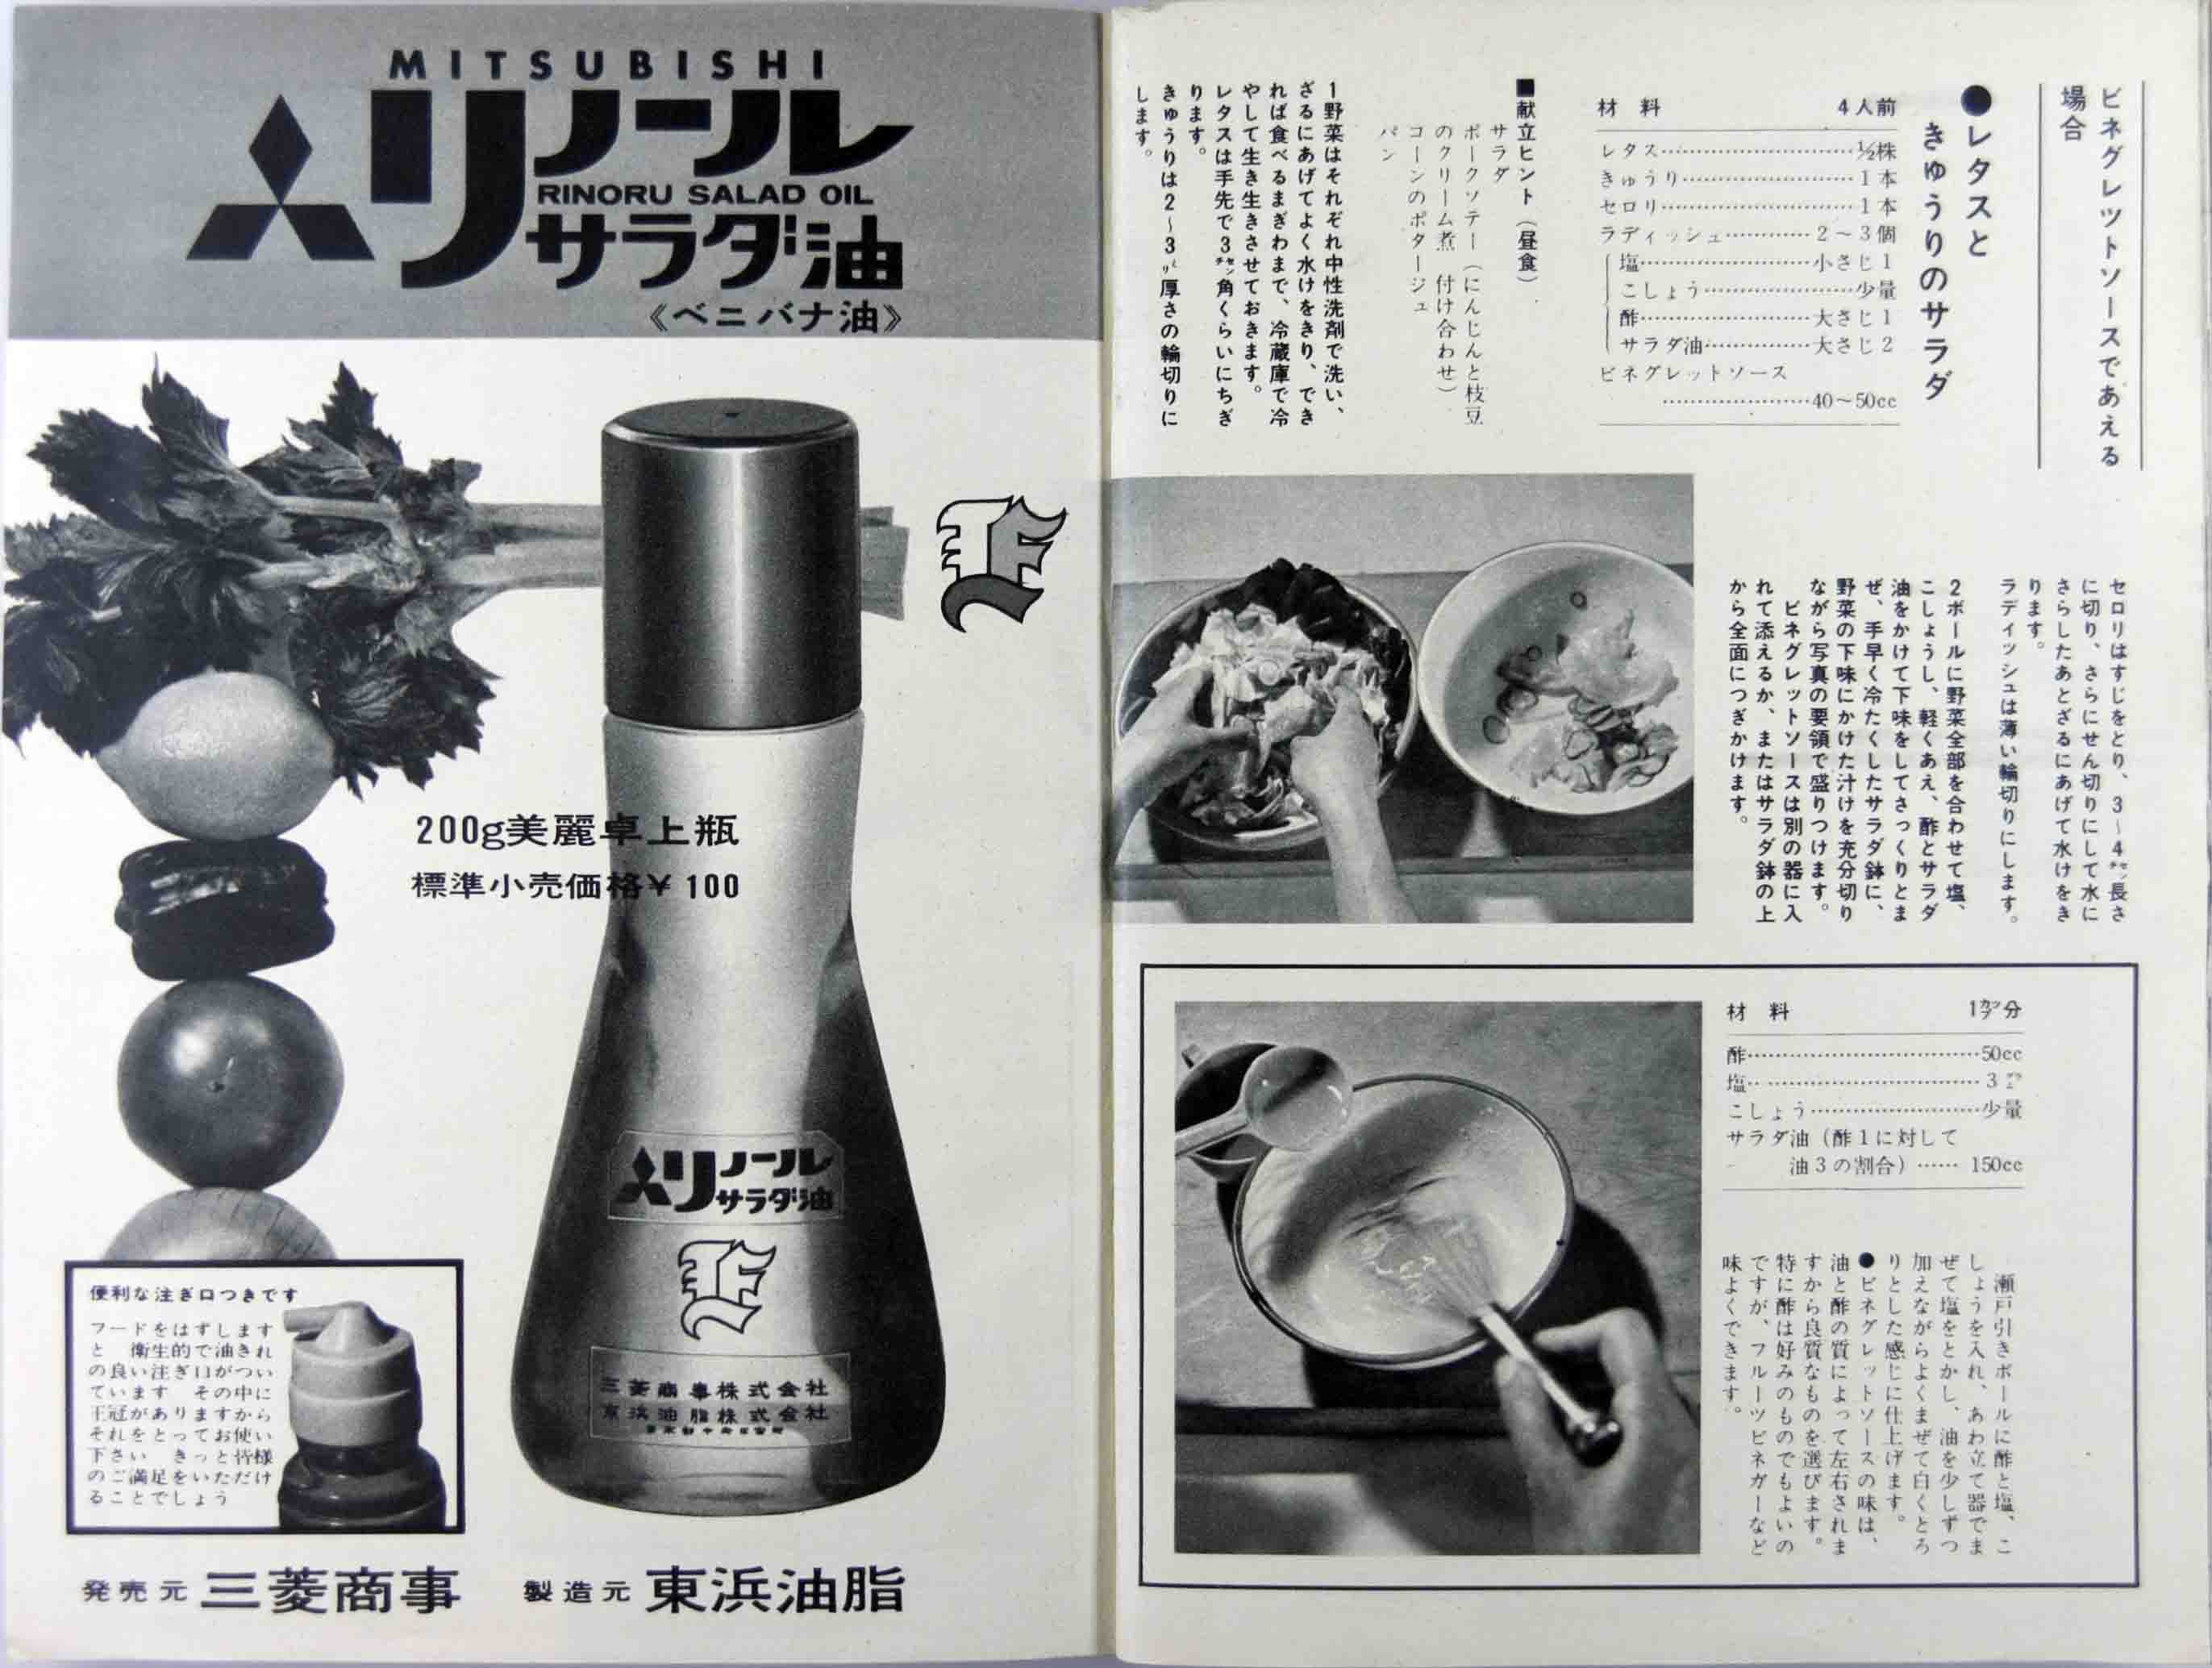 MITSUBISHI
リノール
RINORU SALAD OIL
サラダ油
《ベニバナ油》
200g美麗卓上瓶
標準小売価格¥100
リノール
サラダ油
三菱商事株式会社
東浜油脂株式会社
便利な注ぎ口つきです
フードをはずします
と 衛生的で油きれ
の良い注ぎ口がつい
ています その中に
王冠がありますから
それをとってお使い
下さい きっと皆様
のご満足をいただけ
ることでしょう
発売元 三菱商事
製造元 東浜油脂
ビネグレットソースであえる
場合
●レタスと
きゅうりのサラダ
材料 4人前
レタス…………………………½株
きゅうり………………………1本
セロリ…………………………1本
ラディッシュ…………2〜3個
塩………………………小さじ1
こしょう…………………少量
酢………………………大さじ1
サラダ油……………大さじ2
ビネグレットソース
…………………40〜50cc
■献立ヒント（昼食）
サラダ
ポークソテー（にんじんと枝豆
のクリーム煮 付け合わせ）
コーンのポタージュ
パン
1野菜はそれぞれ中性洗剤で洗い、
ざるにあげてよく水けをきり、でき
れば食べるまぎわまで、冷蔵庫で冷
やして生き生きさせておきます。
レタスは手先で3センチ角くらいにちぎ
ります。
きゅうりは2〜3ミリ厚さの輪切りに
します。
セロリはすじをとり、3〜4センチ長さ
に切り、さらにせん切りにして水に
さらしたあとざるにあげて水けをき
ります。
ラディッシュは薄い輪切りにします。
2ボールに野菜全部を合わせて塩、
こしょうし、軽くあえ、酢とサラダ
油をかけて下味をしてさっくりとま
ぜ、手早く冷たくしたサラダ鉢に、
野菜の下味にかけた汁けを充分切り
ながら写真の要領で盛りつけます。
ビネグレットソースは別の器に入
れて添えるか、またはサラダ鉢の上
から全面につぎかけます。
材料 1カップ分
酢……………………………50cc
塩……………………………3グラム
こしょう……………………少量
サラダ油（酢1に対して
油3の割合）……150cc
瀬戸引きボールに酢と塩、こ
しょうを入れ、あわ立て器でま
ぜて塩をとかし、油を少しずつ
加えながらよくまぜて白くとろ
りとした感じに仕上げます。
●ビネグレットソースの味は、
油と酢の質によって左右されま
すから良質なものを選びます。
特に酢は好みのものでもよいの
ですが、フルーツビネガーなど
味よくできます。